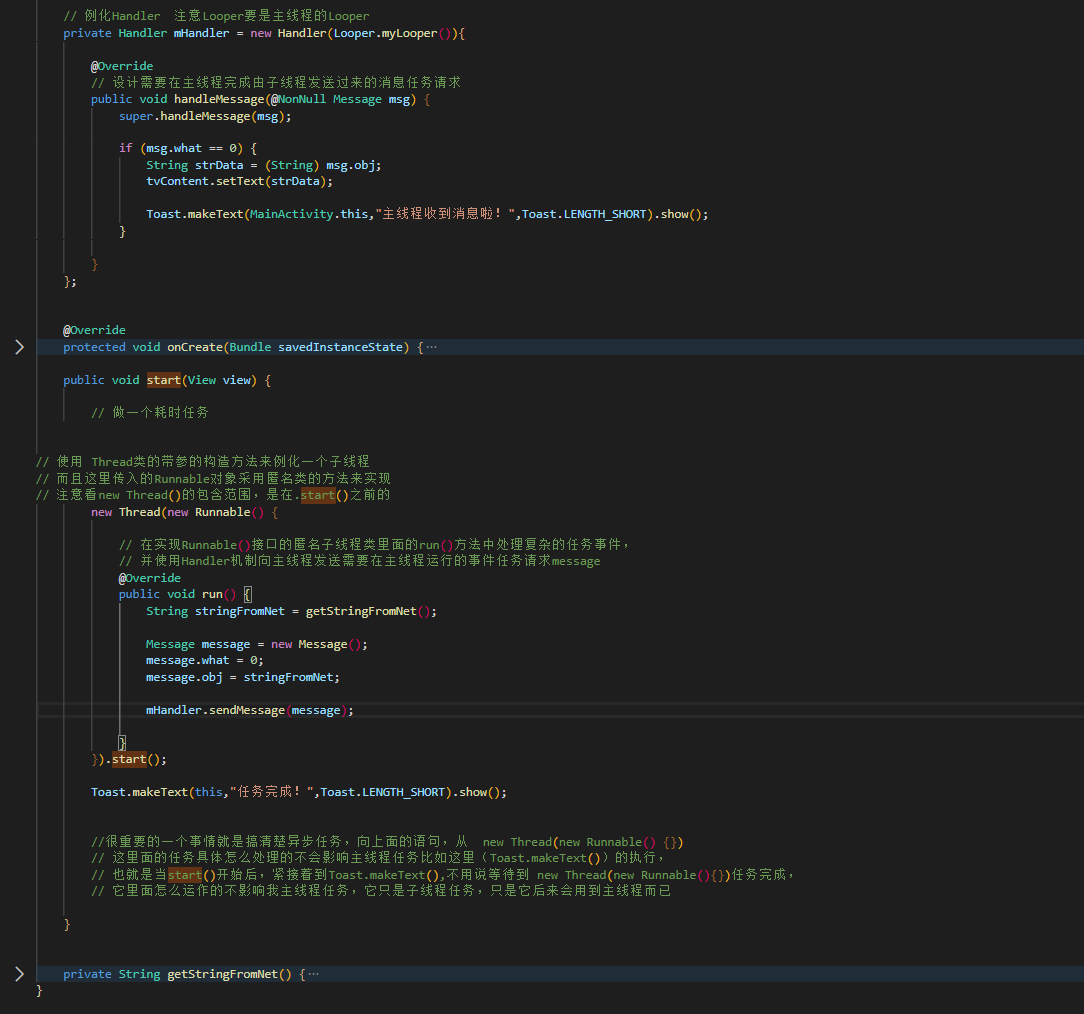 // 例化Handler  注意Looper要是主线程的Looper
private Handler mHandler = new Handler(Looper.myLooper()){
@Override
// 设计需要在主线程完成由子线程发送过来的消息任务请求
public void handleMessage(@NonNull Message msg) {
super.handleMessage(msg);
if (msg.what == 0) {
String strData = (String) msg.obj;
tvContent.setText(strData);
Toast.makeText(MainActivity.this,"主线程收到消息啦！",Toast.LENGTH_SHORT).show();
}
}
};
@Override
protected void onCreate(Bundle savedInstanceState) {…
public void start(View view) {
// 做一个耗时任务
// 使用 Thread类的带参的构造方法来例化一个子线程
// 而且这里传入的Runnable对象采用匿名类的方法来实现
// 注意看new Thread()的包含范围，是在.start()之前的
new Thread(new Runnable() {
// 在实现Runnable()接口的匿名子线程类里面的run()方法中处理复杂的任务事件，
// 并使用Handler机制向主线程发送需要在主线程运行的事件任务请求message
@Override
public void run() {
String stringFromNet = getStringFromNet();
Message message = new Message();
message.what = 0;
message.obj = stringFromNet;
mHandler.sendMessage(message);
}
}).start();
Toast.makeText(this,"任务完成！",Toast.LENGTH_SHORT).show();
//很重要的一个事情就是搞清楚异步任务，向上面的语句，从  new Thread(new Runnable() {})
// 这里面的任务具体怎么处理的不会影响主线程任务比如这里（Toast.makeText()）的执行，
// 也就是当start()开始后，紧接着到Toast.makeText(),不用说等待到 new Thread(new Runnable(){})任务完成，
// 它里面怎么运作的不影响我主线程任务，它只是子线程任务，只是它后来会用到主线程而已
}
private String getStringFromNet() {…
}